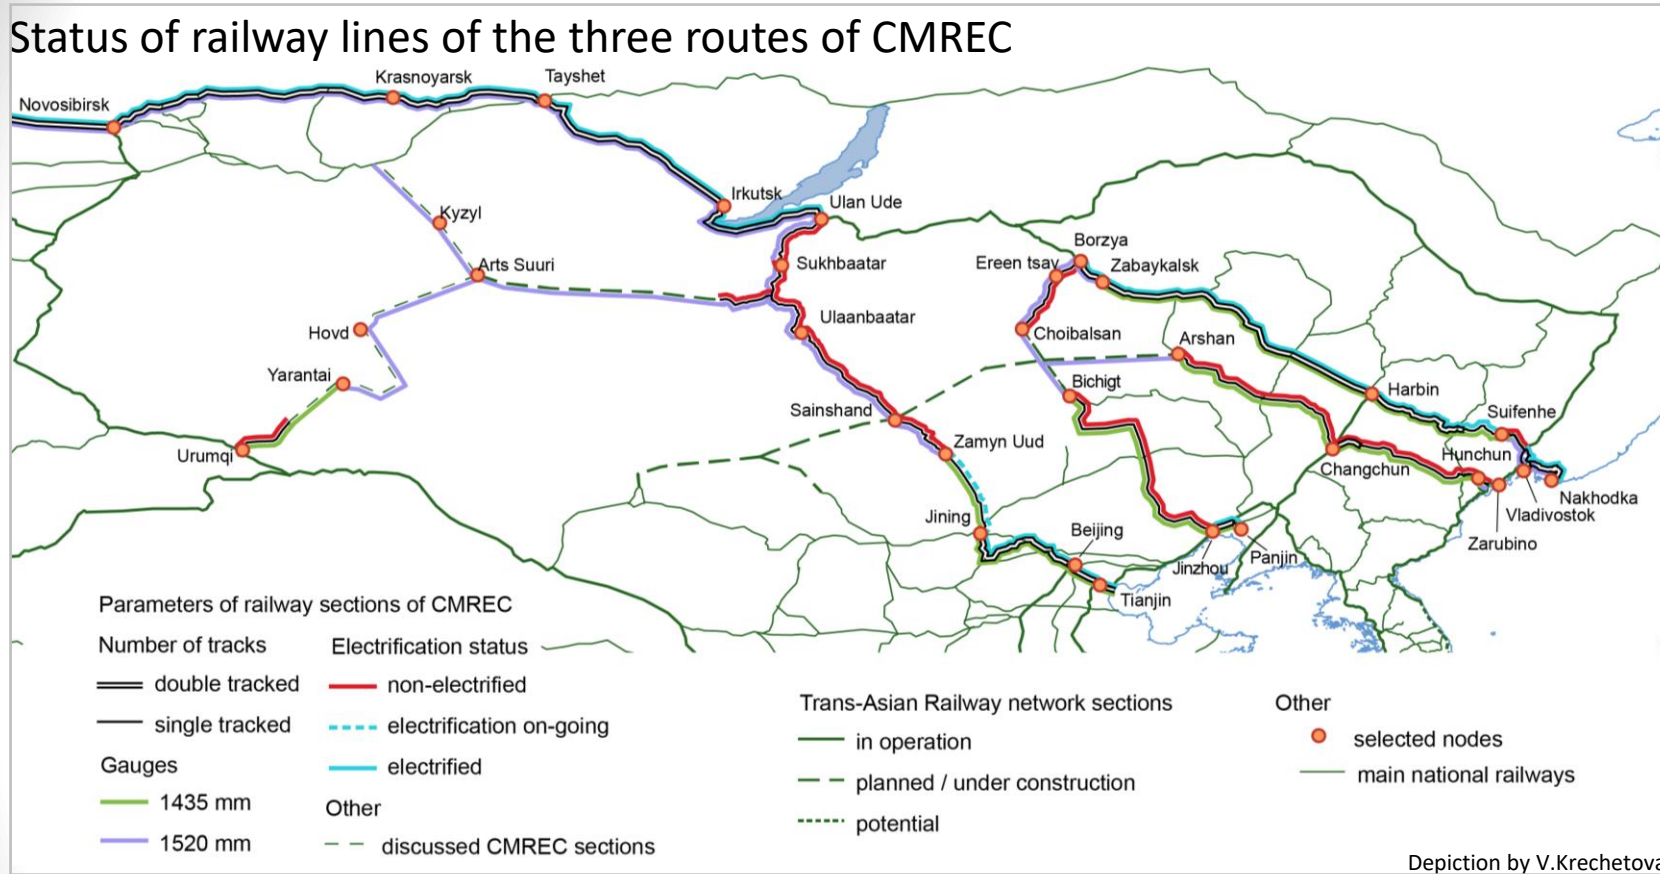 Status of railway lines of the three routes of CMREC
Krasnoyarsk
Tayshet
Novosibirsk
Irkutsk
Ulan Ude
Kyzyl
Borzya
Arts Suuri
Sukhbaatar
Ereen tsav
Zabaykalsk
Ulaanbaatar
Hovd
Choibalsan
Arshan
Yarantai
Bichigt
Harbin
Sainshand
Suifenhe
Zamyn Uud
Urumqi
Hunchun
Changchun
Nakhodka
Jining
Vladivostok
Beijing
Zarubino
Panjin
Jinzhou
Tianjin
Parameters of railway sections of CMREC
Number of tracks
double tracked
single tracked
Gauges
1435 mm
1520 mm
Electrification status
non-electrified
electrification on-going
electrified
Other
discussed CMREC sections
Trans-Asian Railway network sections
in operation
planned / under construction
potential
Other
selected nodes
main national railways
Depiction by V.Krechetova